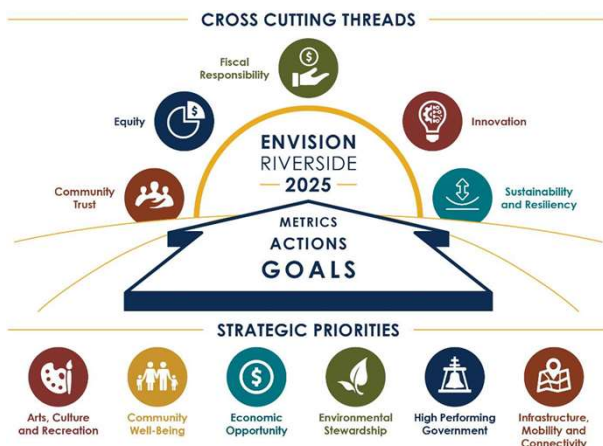 CROSS CUTTING THREADS
Fiscal
Responsibility
$
Equity
$
Innovation
Community
Trust
Sustainability
and Resiliency
ENVISION
RIVERSIDE
2025
METRICS
ACTIONS
GOALS
STRATEGIC PRIORITIES
$
Arts, Culture
and Recreation
Community
Well-Being
Economic
Opportunity
Environmental
Stewardship
High Performing
Government
Infrastructure,
Mobility and
Connectivity